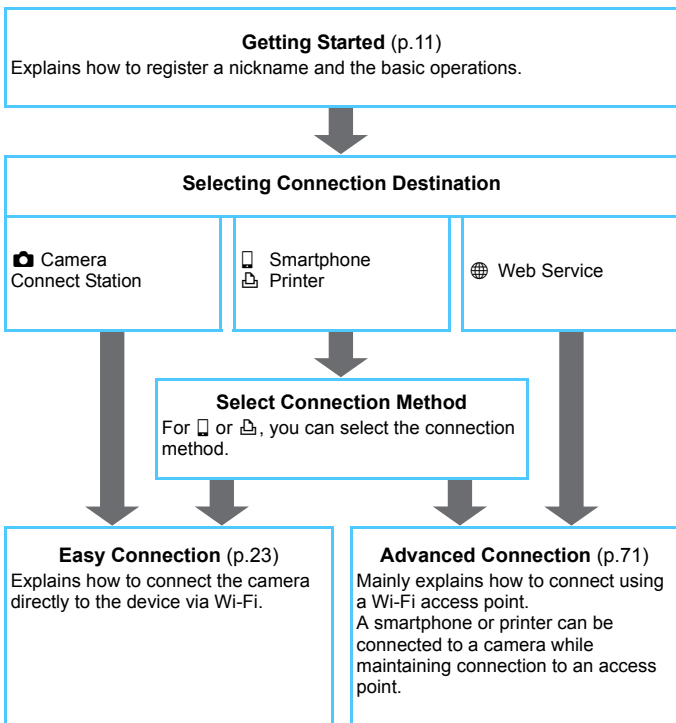 Getting Started (p.11)
Explains how to register a nickname and the basic operations.
Selecting Connection Destination
Camera
Connect Station
Smartphone
Printer
Web Service
Select Connection Method
For or , you can select the connection
method.
Easy Connection (p.23)
Explains how to connect the camera
directly to the device via Wi-Fi.
Advanced Connection (p.71)
Mainly explains how to connect using
a Wi-Fi access point.
A smartphone or printer can be
connected to a camera while
maintaining connection to an access
point.